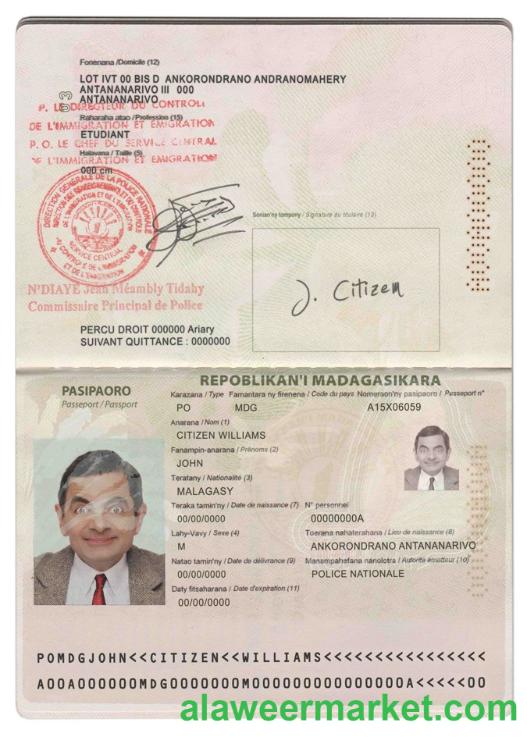 Fonenana /Domicile (12)
LOT IVT 00 BIS D ANKORONDRANO ANDRANOMAHERY
ANTANANARIVO III 000
ANTANANARIVO
P. LE DIRECTEUR DU CONTROLE
Raharaha atao / Profession (15)
DE L'IMMIGRATION ET EMIGRATION
ETUDIANT
P. O. LE CHEF DU SERVICE CENTRAL
Halavana / Taille (5)
DE L'IMMIGRATION ET EMIGRATION
000 cm
DIRECTION GENERALE DE LA POLICE NATIONALE
SERVICE CENTRAL
Sonian'ny tompony / Signature du titulaire (13)
J. Citizen
N'DIAYE Jean Méambly Tidahy
Commissaire Principal de Police
PERCU DROIT 000000 Ariary
SUIVANT QUITTANCE : 0000000
REPOBLIKAN'I MADAGASIKARA
PASIPAORO
Passeport / Passport
Karazana / Type Famantara ny firenena / Code du pays Nomerson'ny pasipaoro / Passeport n°
PO MDG A15X06059
Anarana / Nom (1)
CITIZEN WILLIAMS
Fanampin-anarana / Prénoms (2)
JOHN
Teratany / Nationalité (3)
MALAGASY
Teraka tamin'ny / Date de naissance (7) N° personnel
00/00/0000 00000000A
Lahy-Vavy / Sexe (4) Toerana nahaterahana / Lieu de naissance (8)
M ANKORONDRANO ANTANANARIVO
Natao tamin'ny / Date de délivrance (9) Manampahefana nanolotra / Autorité émetteur (10)
00/00/0000 POLICE NATIONALE
Daty fitsaharana / Date d'expiration (11)
00/00/0000
POMDGJOHN<<CITIZEN<<WILLIAMS<<<<<<<<<<<<<<<<
A00A000000MDG0000000M000000000000000A<<<<<00
alaweermarket.com